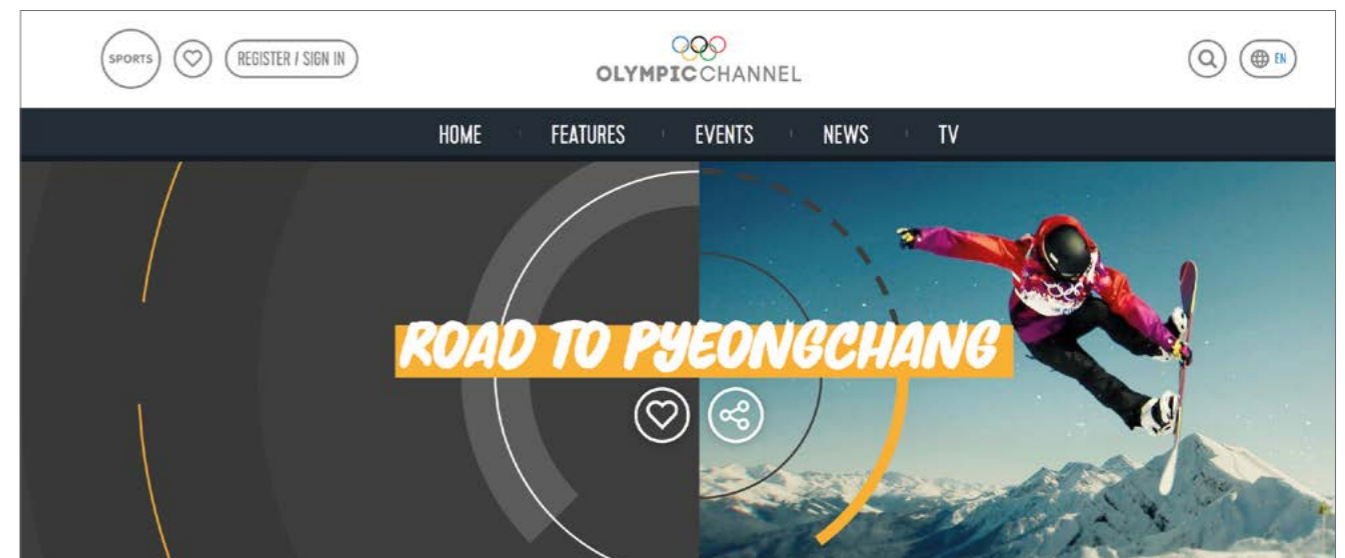 SPORTS
REGISTER / SIGN IN
OLYMPICCHANNEL
EN
HOME
FEATURES
EVENTS
NEWS
TV
ROAD TO PYEONGCHANG